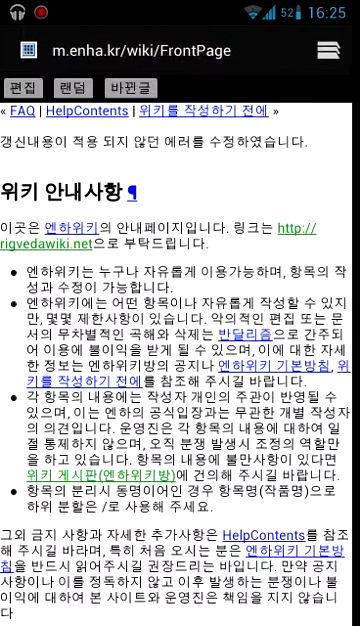 52 16:25
m.enha.kr/wiki/FrontPage
편집 랜덤 바뀐글
« FAQ | HelpContents | 위키를 작성하기 전에 »
갱신내용이 적용 되지 않던 에러를 수정하였습니다.
위키 안내사항 ¶
이곳은 엔하위키의 안내페이지입니다. 링크는 http://
rigvedawiki.net으로 부탁드립니다.
● 엔하위키는 누구나 자유롭게 이용가능하며, 항목의 작
성과 수정이 가능합니다.
● 엔하위키에는 어떤 항목이나 자유롭게 작성할 수 있지
만, 몇몇 제한사항이 있습니다. 악의적인 편집 또는 문
서의 무차별적인 곡해와 삭제는 반달리즘으로 간주되
어 이용에 불이익을 받게 될 수 있으며, 이에 대한 자세
한 정보는 엔하위키방의 공지나 엔하위키 기본방침, 위
키를 작성하기 전에를 참조해 주시길 바랍니다.
● 각 항목의 내용에는 작성자 개인의 주관이 반영될 수
있으며, 이는 엔하의 공식입장과는 무관한 개별 작성자
의 의견입니다. 운영진은 각 항목의 내용에 대하여 일
절 통제하지 않으며, 오직 분쟁 발생시 조정의 역할만
을 하고 있습니다. 항목의 내용에 불만사항이 있다면
위키 게시판(엔하위키방)에 건의해 주시길 바랍니다.
● 항목의 분리시 동명이어인 경우 항목명(작품명)으로
하위 분할은 /로 사용해 주세요.
그외 금지 사항과 자세한 추가사항은 HelpContents를 참조
해 주시길 바라며, 특히 처음 오시는 분은 엔하위키 기본방
침을 반드시 읽어주시길 권장드리는 바입니다. 만약 공지
사항이나 이를 정독하지 않고 이후 발생하는 분쟁이나 불
이익에 대하여 본 사이트와 운영진은 책임을 지지 않습니
다